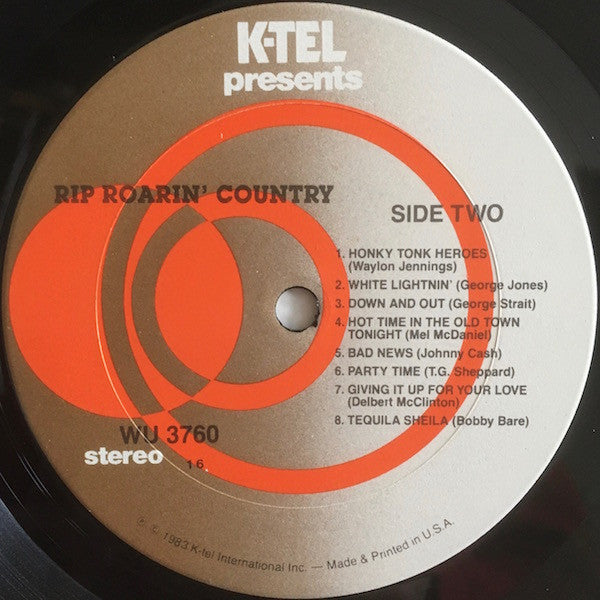 K-TEL
presents
RIP ROARIN' COUNTRY
SIDE TWO
1. HONKY TONK HEROES
(Waylon Jennings)
2. WHITE LIGHTNIN' (George Jones)
3. DOWN AND OUT (George Strait)
4. HOT TIME IN THE OLD TOWN
TONIGHT (Mel McDaniel)
5. BAD NEWS (Johnny Cash)
6. PARTY TIME (T.G. Sheppard)
7. GIVING IT UP FOR YOUR LOVE
(Delbert McClinton)
8. TEQUILA SHEILA (Bobby Bare)
WU 3760
stereo 16
℗ © 1983 K-tel International Inc. — Made & Printed in U.S.A.